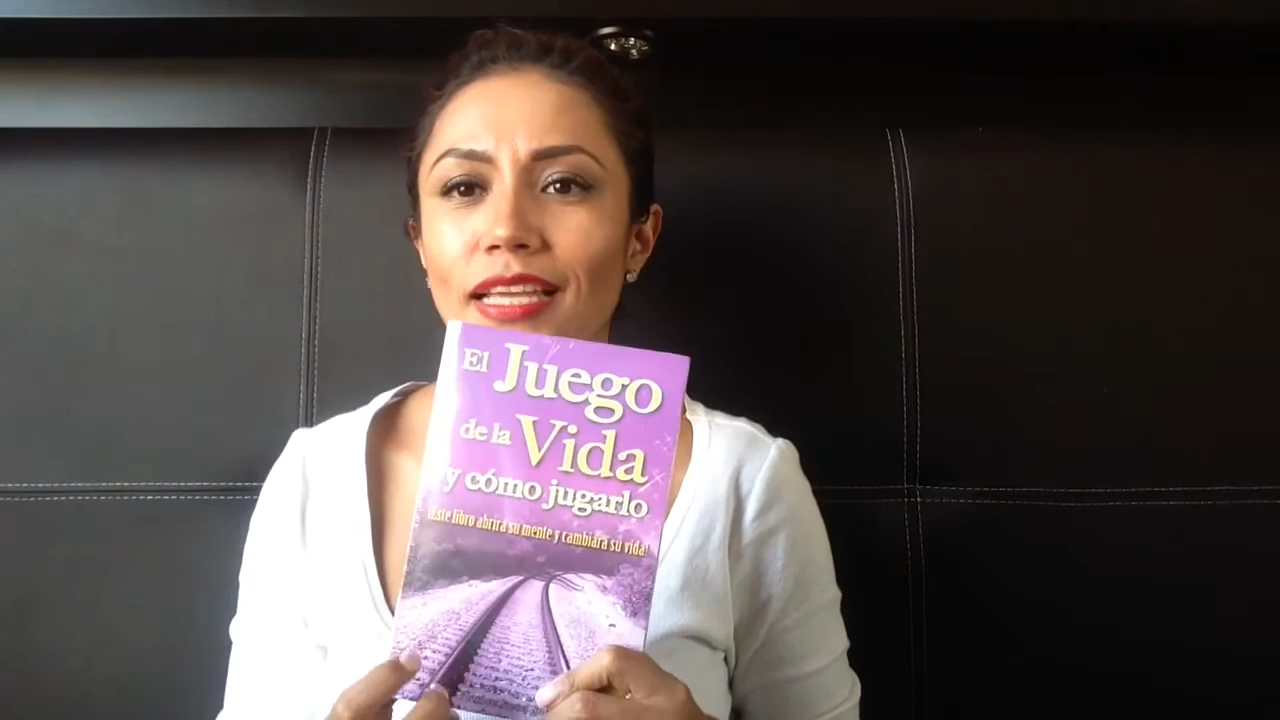 El Juego
de la Vida
y cómo jugarlo
¡Este libro abrirá su mente y cambiará su vida!